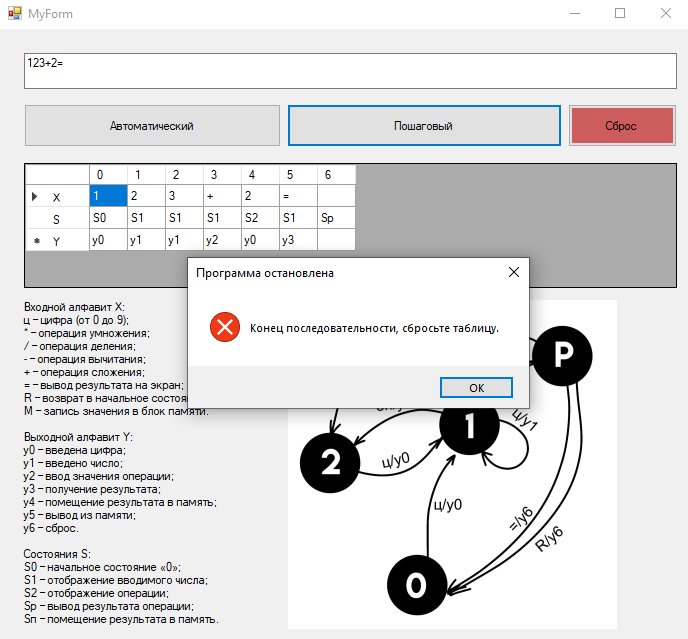 MyForm
123+2=
Автоматический Пошаговый Сброс
0 1 2 3 4 5 6
X 1 2 3 + 2 =
S S0 S1 S1 S1 S2 S1 Sp
Y y0 y1 y1 y2 y0 y3
Программа остановлена
Конец последовательности, сбросьте таблицу.
OK
Входной алфавит X:
ц – цифра (от 0 до 9);
* – операция умножения;
/ – операция деления;
- – операция вычитания;
+ – операция сложения;
= – вывод результата на экран;
R – возврат в начальное состоян
M – запись значения в блок памяти.
Выходной алфавит Y:
y0 – введена цифра;
y1 – введено число;
y2 – ввод значения операции;
y3 – получение результата;
y4 – помещение результата в память;
y5 – вывод из памяти;
y6 – сброс.
Состояния S:
S0 – начальное состояние «0»;
S1 – отображение вводимого числа;
S2 – отображение операции;
Sp – вывод результата операции;
Sп – помещение результата в память.
P
1
ц/y1
2
ц/y0
ц/y0
=/y6
R/y6
0